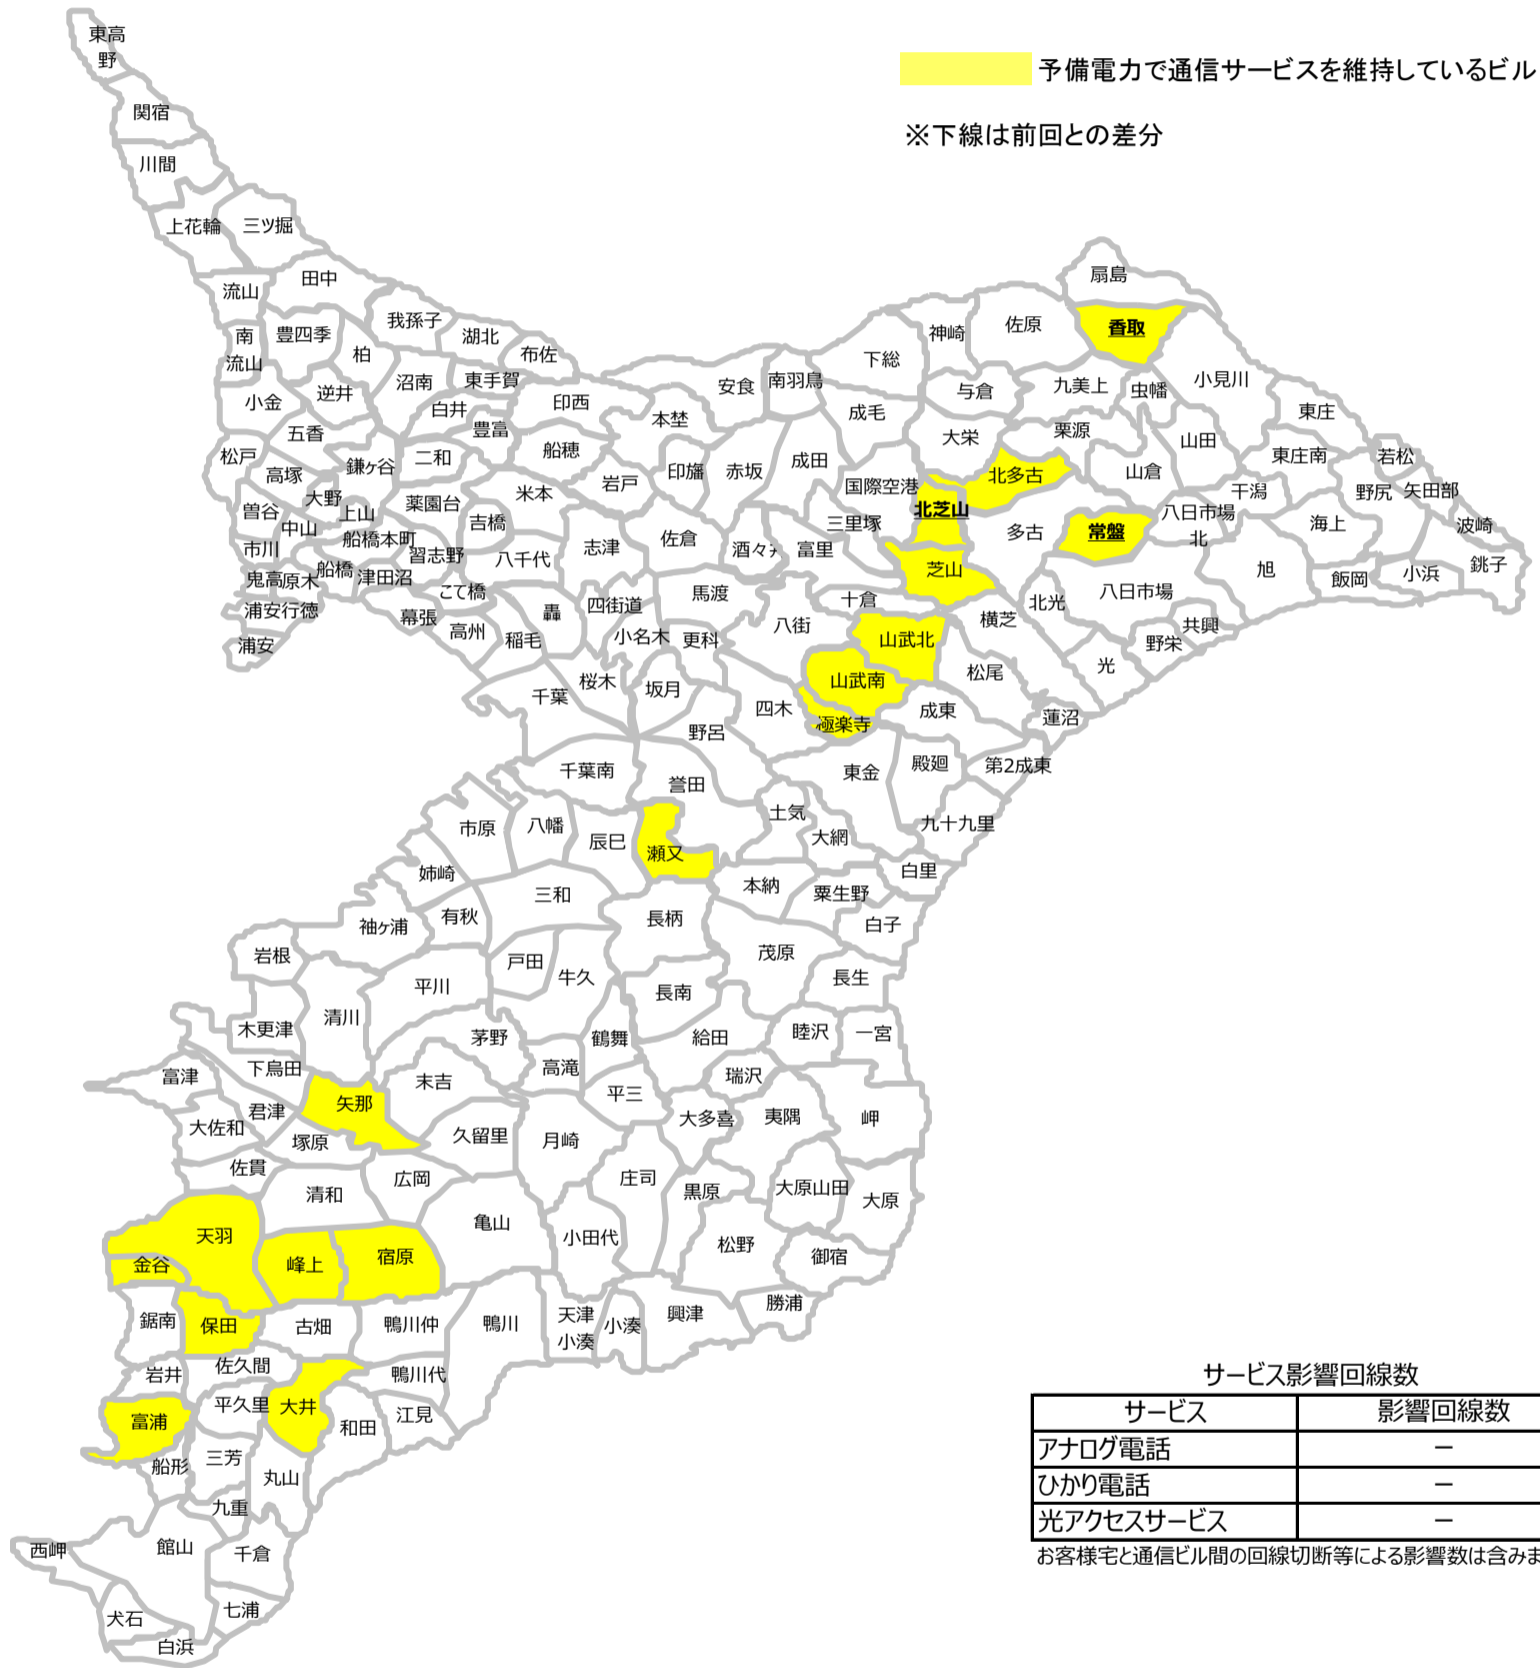 予備電力で通信サービスを維持しているビル
※下線は前回との差分
東高
野
関宿
川間
上花輪
三ツ掘
田中
流山
我孫子
南
流山
豊四季
柏
湖北
布佐
沼南
東手賀
小金
逆井
白井
豊富
印西
五香
松戸
高塚
鎌ヶ谷
二和
船穂
本埜
安食
南羽鳥
下総
神崎
佐原
扇島
香取
与倉
九美上
虫幡
小見川
東庄
成毛
大栄
栗源
山田
東庄南
若松
印旛
赤坂
成田
国際空港
北多古
山倉
干潟
野尻
矢田部
曽谷
大野
上山
薬園台
米本
岩戸
中山
船橋本町
吉橋
市川
習志野
八千代
志津
佐倉
酒々井
富里
三里塚
北芝山
多古
常盤
八日市場
北
海上
波崎
鬼高
原木
船橋
津田沼
こて橋
芝山
旭
飯岡
小浜
銚子
浦安行徳
幕張
高州
稲毛
轟
四街道
馬渡
十倉
北光
八日市場
浦安
小名木
更科
八街
山武北
横芝
共興
野栄
千葉
桜木
坂月
山武南
松尾
光
四木
極楽寺
成東
蓮沼
野呂
千葉南
誉田
東金
殿廻
第2成東
市原
八幡
辰巳
瀬又
土気
大網
九十九里
姉崎
三和
本納
粟生野
白里
袖ヶ浦
有秋
長柄
白子
岩根
戸田
牛久
茂原
平川
長南
長生
木更津
清川
茅野
鶴舞
給田
睦沢
一宮
富津
下烏田
末吉
高滝
瑞沢
矢那
平三
君津
大佐和
塚原
久留里
月崎
大多喜
夷隅
岬
佐貫
清和
広岡
庄司
黒原
大原山田
大原
天羽
亀山
小田代
松野
御宿
金谷
峰上
宿原
鋸南
保田
古畑
鴨川仲
鴨川
天津
小湊
小湊
興津
勝浦
岩井
佐久間
鴨川代
富浦
平久里
大井
和田
江見
船形
三芳
丸山
九重
西岬
館山
千倉
犬石
七浦
白浜
サービス影響回線数
サービス 影響回線数
アナログ電話 －
ひかり電話 －
光アクセスサービス －
お客様宅と通信ビル間の回線切断等による影響数は含みま